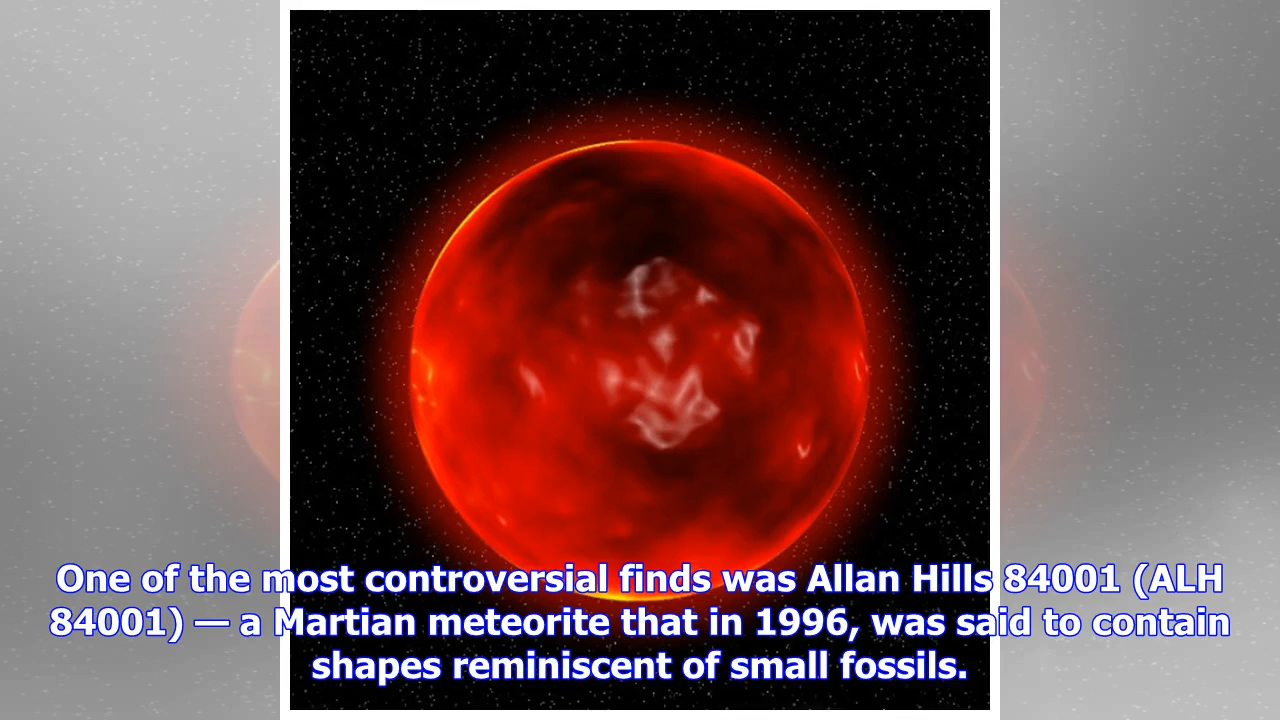 One of the most controversial finds was Allan Hills 84001 (ALH
84001) — a Martian meteorite that in 1996, was said to contain
shapes reminiscent of small fossils.